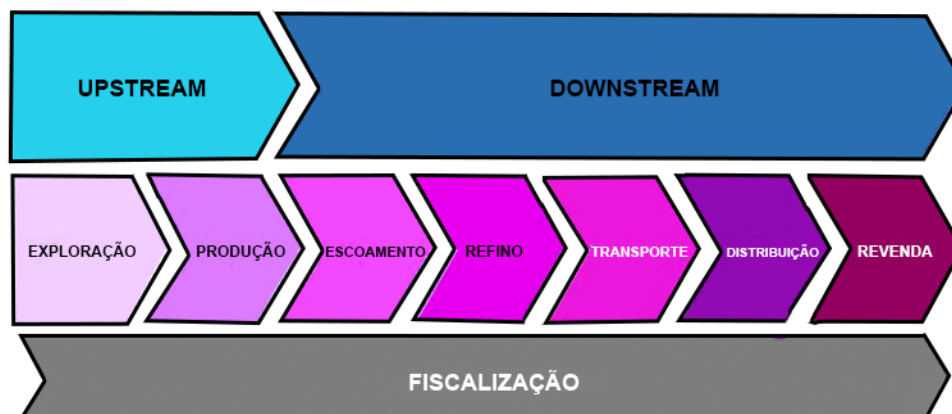 UPSTREAM
DOWNSTREAM
EXPLORAÇÃO
PRODUÇÃO
ESCOAMENTO
REFINO
TRANSPORTE
DISTRIBUIÇÃO
REVENDA
FISCALIZAÇÃO